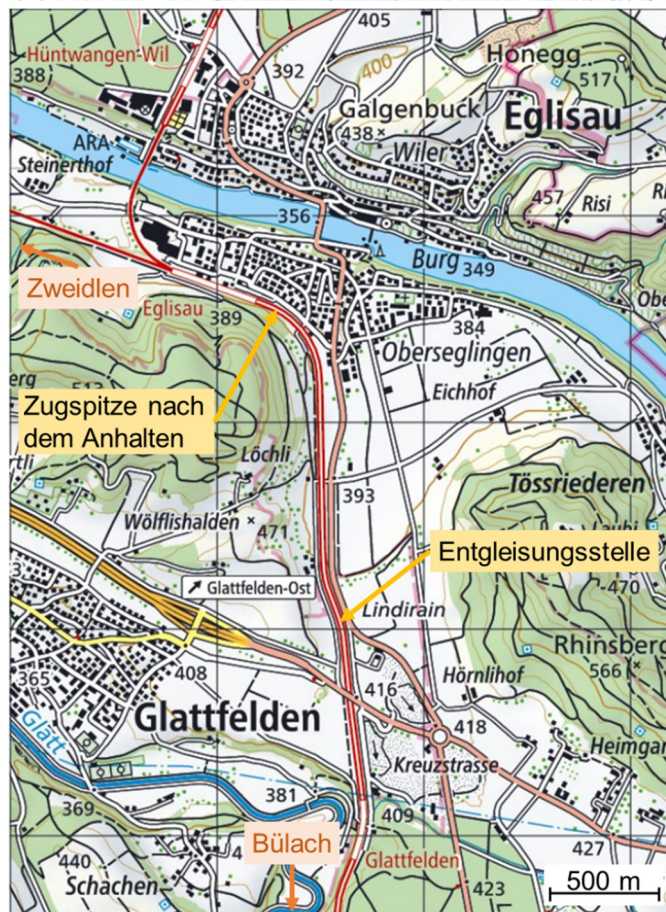 405
Hüntwangen-Wil
Honegg
392
400
517
388
Galgenbuck
Eglisau
438
ARA
Wiler
Steinerthof
457
Risi
356
Burg
349
Zweidlen
Eglisau
389
384
Oberseglingen
Zugspitze nach
dem Anhalten
Eichhof
Löchli
393
Tössriederen
Wölflishalden
471
Entgleisungsstelle
Glattfelden-Ost
470
Lindirain
Rhinsberg
566
408
365
416
Hörnlihof
Glattfelden
418
Glatt
Heimgar
Kreuzstrasse
381
369
409
Bülach
427
440
Glattfelden
Schachen
423
500 m